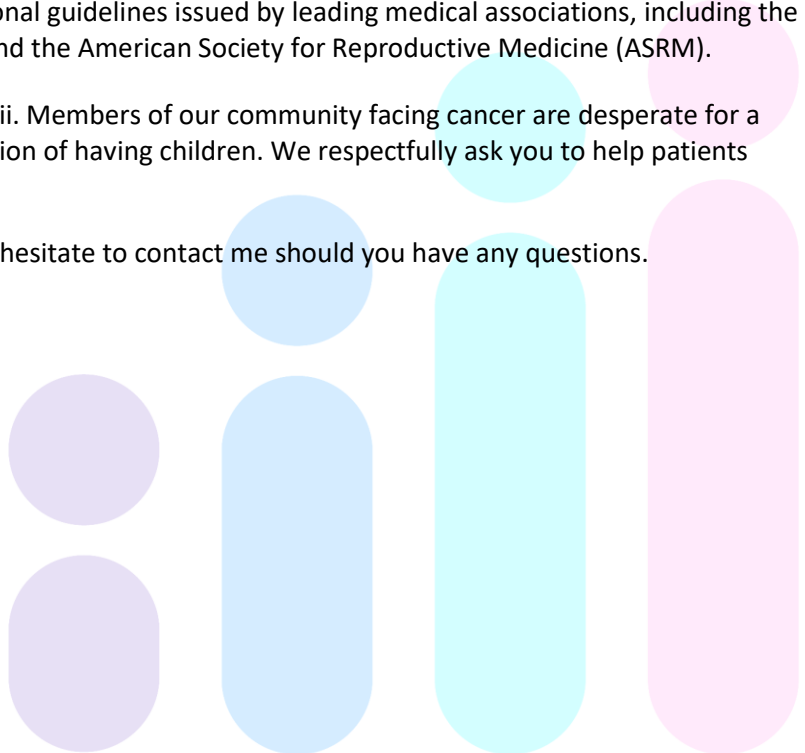 onal guidelines issued by leading medical associations, including the
nd the American Society for Reproductive Medicine (ASRM).
ii. Members of our community facing cancer are desperate for a
ion of having children. We respectfully ask you to help patients
hesitate to contact me should you have any questions.